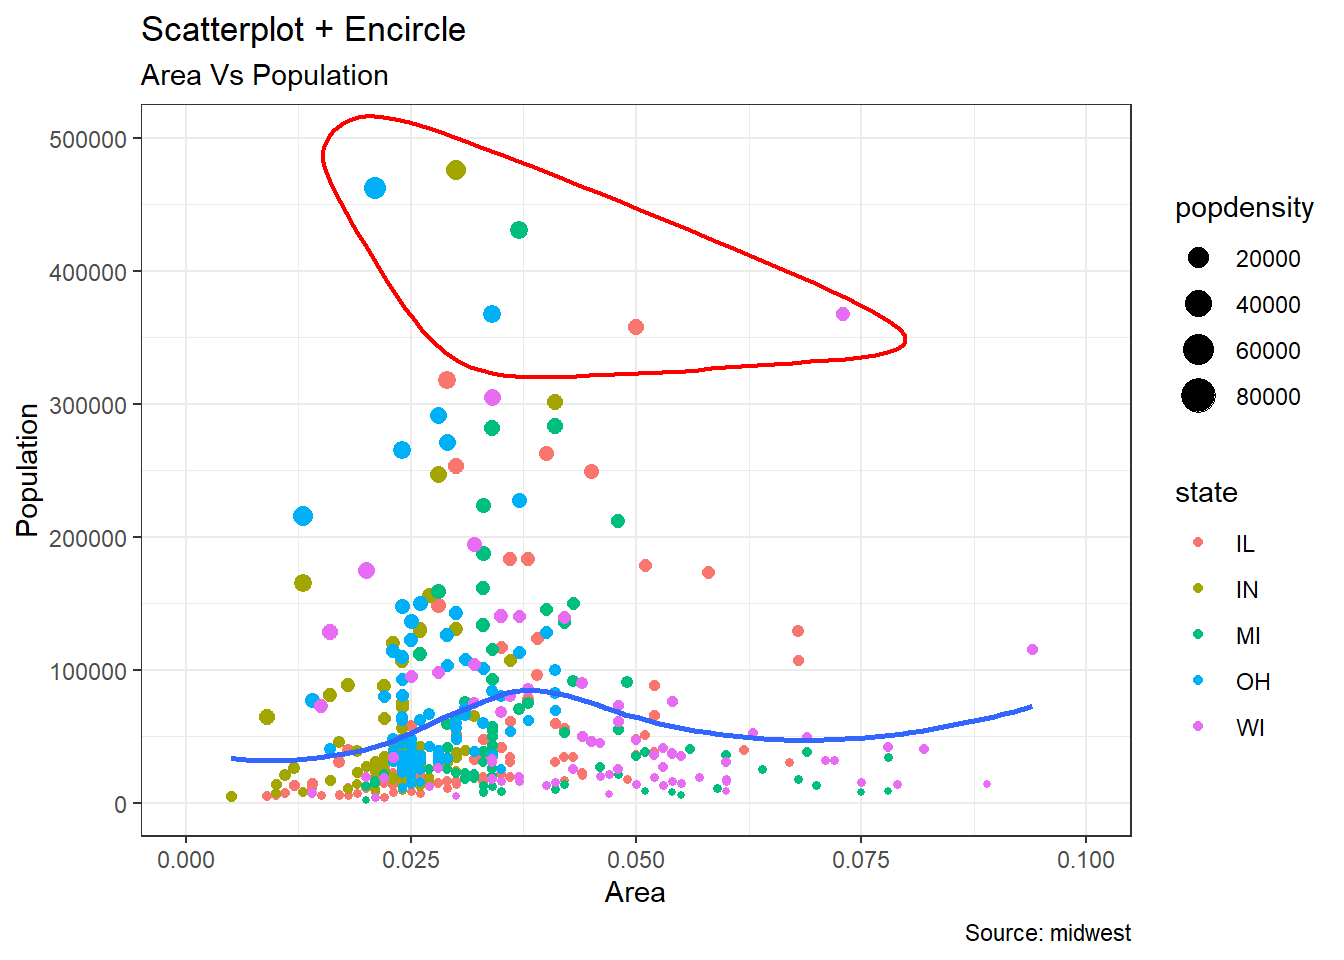 Scatterplot + Encircle
Area Vs Population
500000
400000
300000
200000
100000
0
Population
0.000
0.025
0.050
0.075
0.100
Area
popdensity
20000
40000
60000
80000
state
IL
IN
MI
OH
WI
Source: midwest